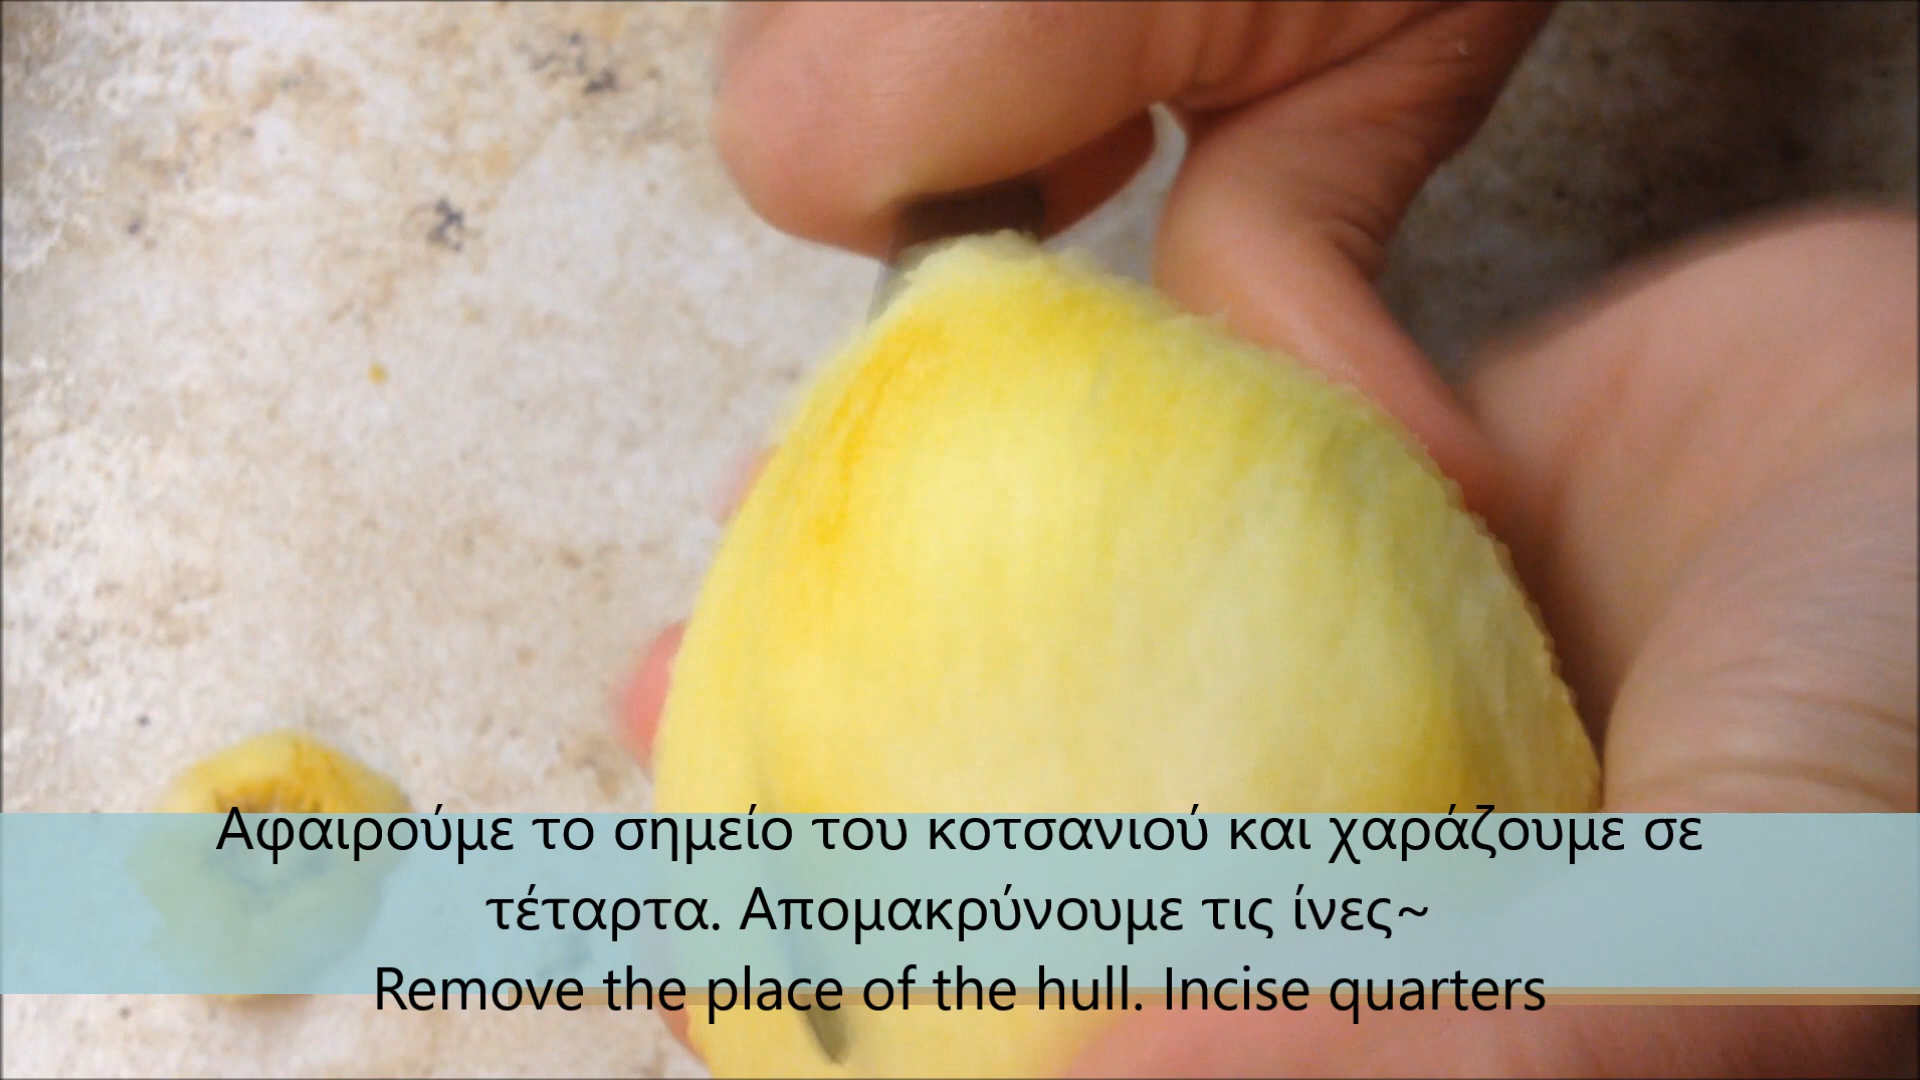 Αφαιρούμε το σημείο του κοτσανιού και χαράζουμε σε
τέταρτα. Απομακρύνουμε τις ίνες~
Remove the place of the hull. Incise quarters